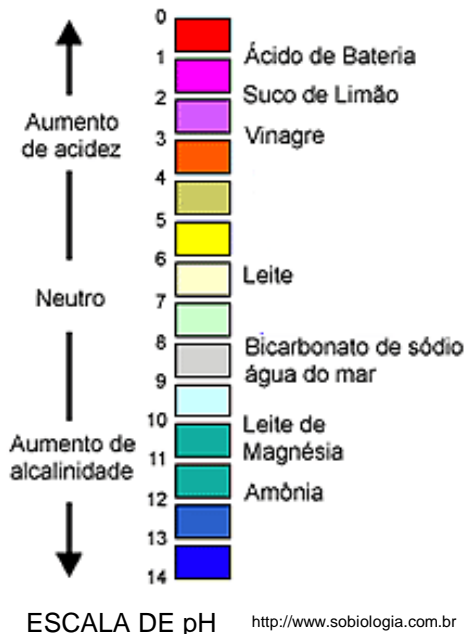 0
1
Ácido de Bateria
2
Suco de Limão
Aumento
de acidez
3
Vinagre
4
5
6
Leite
Neutro
7
8
Bicarbonato de sódio
água do mar
9
10
Leite de
Magnésia
Aumento de
alcalinidade
11
Amônia
12
13
14
ESCALA DE pH http://www.sobiologia.com.br